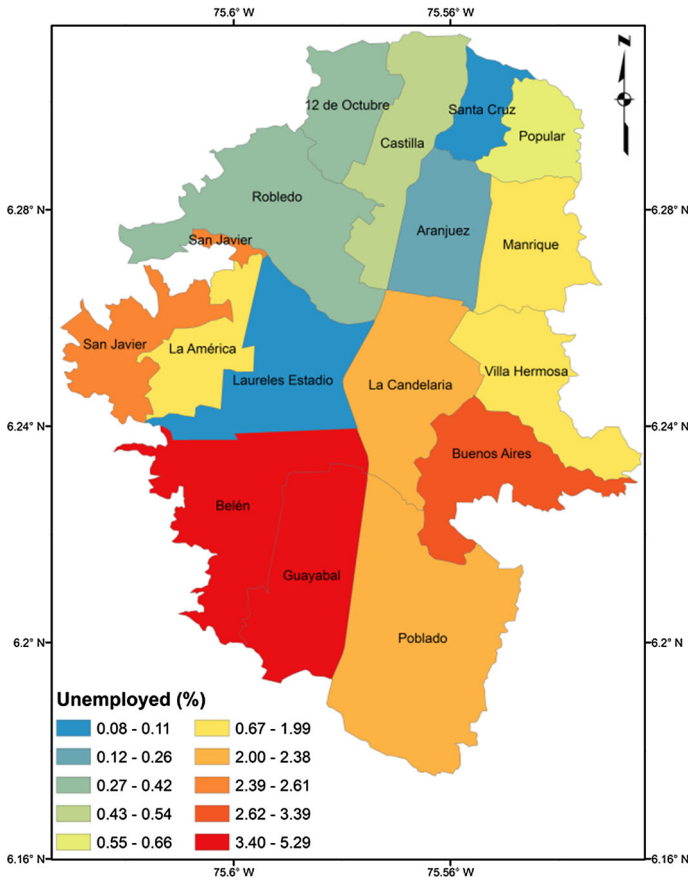 75.6° W 75.56° W
N
12 de Octubre
Santa Cruz
Castilla
Popular
Robledo
6.28° N 6.28° N
San Javier
Aranjuez
Manrique
San Javier
La América
Villa Hermosa
Laureles Estadio
La Candelaria
6.24° N 6.24° N
Buenos Aires
Belén
Guayabal
Poblado
6.2° N 6.2° N
Unemployed (%)
0.08 - 0.11 0.67 - 1.99
0.12 - 0.26 2.00 - 2.38
0.27 - 0.42 2.39 - 2.61
0.43 - 0.54 2.62 - 3.39
0.55 - 0.66 3.40 - 5.29
6.16° N 6.16° N
75.6° W 75.56° W